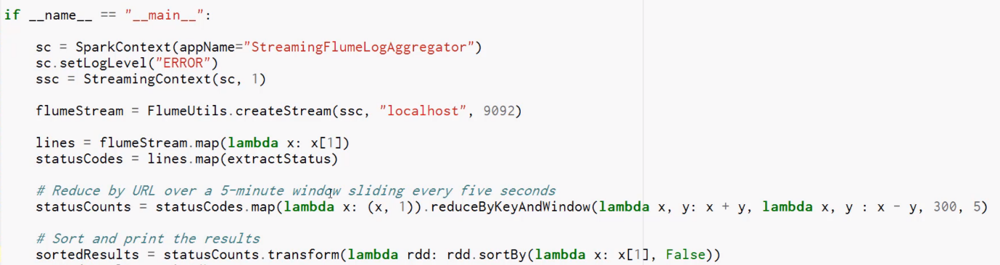 if __name__ == "__main__":
sc = SparkContext(appName="StreamingFlumeLogAggregator")
sc.setLogLevel("ERROR")
ssc = StreamingContext(sc, 1)
flumeStream = FlumeUtils.createStream(ssc, "localhost", 9092)
lines = flumeStream.map(lambda x: x[1])
statusCodes = lines.map(extractStatus)
# Reduce by URL over a 5-minute window sliding every five seconds
statusCounts = statusCodes.map(lambda x: (x, 1)).reduceByKeyAndWindow(lambda x, y: x + y, lambda x, y : x - y, 300, 5)
# Sort and print the results
sortedResults = statusCounts.transform(lambda rdd: rdd.sortBy(lambda x: x[1], False))